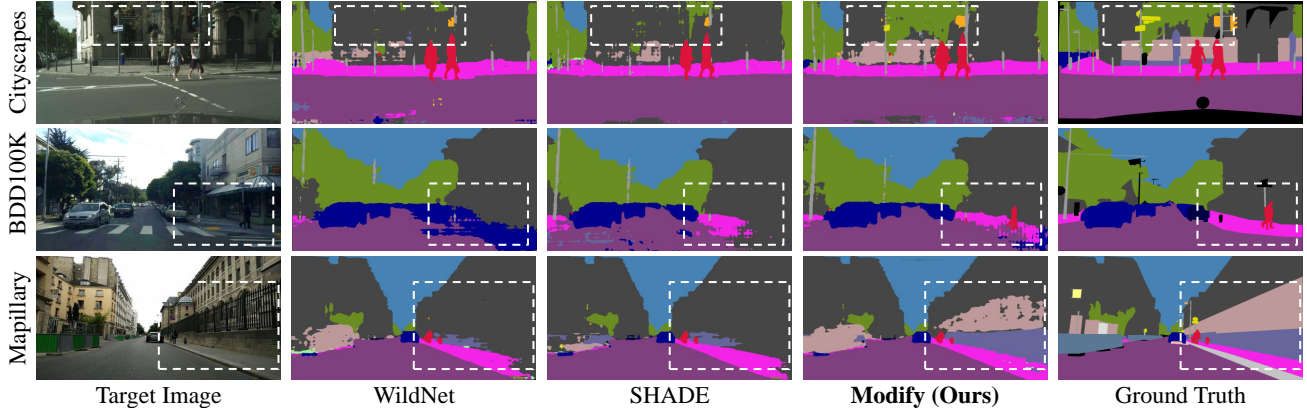 Cityscapes
BDD100K
Mapillary
Target Image
WildNet
SHADE
Modify (Ours)
Ground Truth